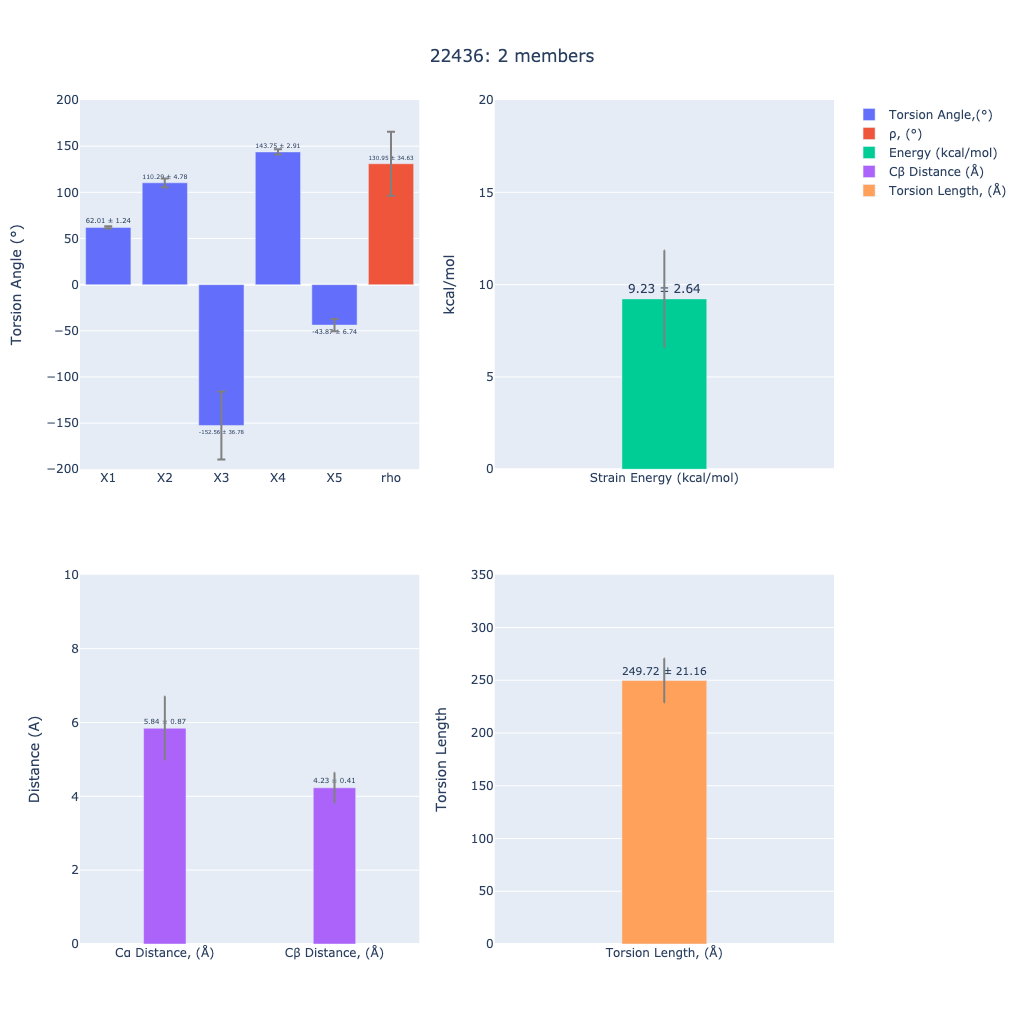 22436: 2 members
Torsion Angle (°)
200
150
100
50
0
−50
−100
−150
−200
62.01 ± 1.24
110.29 ± 4.78
-152.56 ± 36.78
143.75 ± 2.91
-43.87 ± 6.74
130.95 ± 34.63
X1
X2
X3
X4
X5
rho
kcal/mol
20
15
10
5
0
9.23 ± 2.64
Strain Energy (kcal/mol)
Torsion Angle,(°)
ρ, (°)
Energy (kcal/mol)
Cβ Distance (Å)
Torsion Length, (Å)
Distance (A)
10
8
6
4
2
0
5.84 ± 0.87
4.23 ± 0.41
Cα Distance, (Å)
Cβ Distance, (Å)
Torsion Length
350
300
250
200
150
100
50
0
249.72 ± 21.16
Torsion Length, (Å)